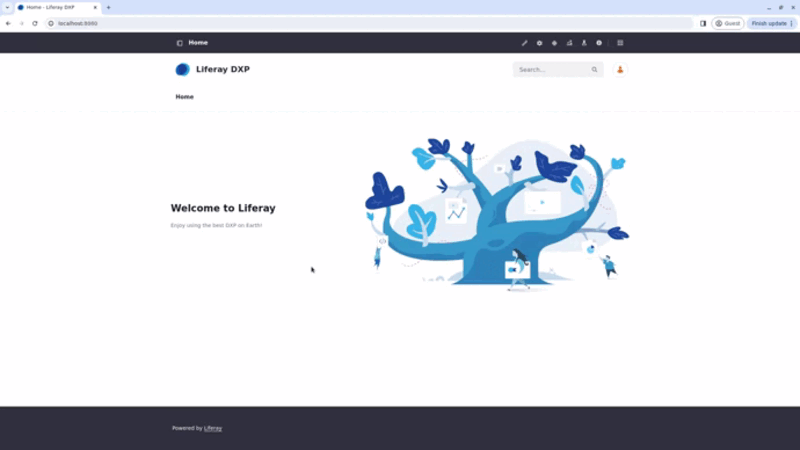 Home - Liferay DXP
localhost:8080
Guest
Finish update
Home
Liferay DXP
Search...
Home
Welcome to Liferay
Enjoy using the best DXP on Earth!
Powered by Liferay